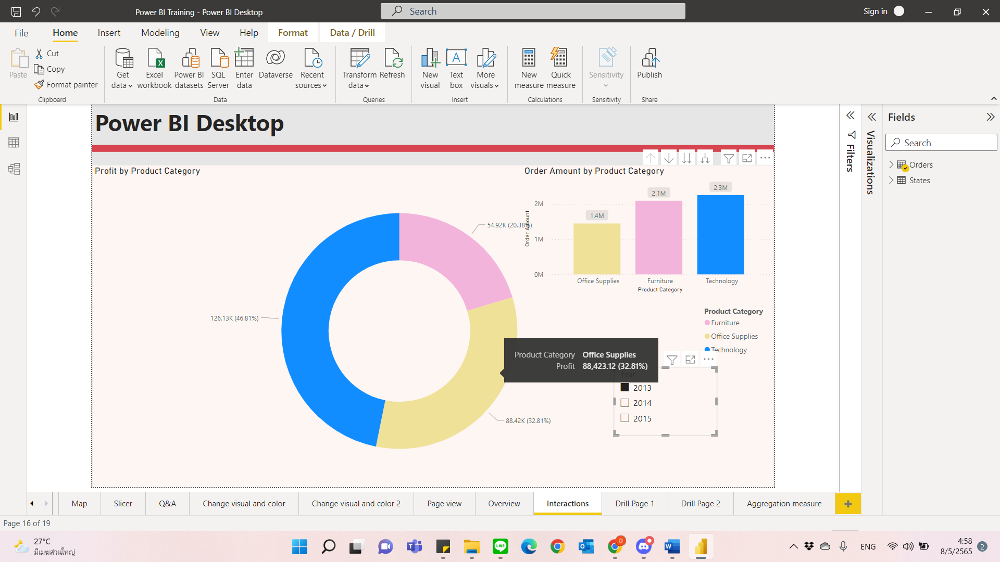 Power BI Training - Power BI Desktop
Search
Sign in
File
Home
Insert
Modeling
View
Help
Format
Data / Drill
Paste
Cut
Copy
Format painter
Clipboard
Get data
Excel workbook
Power BI datasets
SQL Server
Enter data
Dataverse
Recent sources
Data
Transform data
Refresh
Queries
New visual
Text box
More visuals
Insert
New measure
Quick measure
Calculations
Sensitivity
Sensitivity
Publish
Share
Power BI Desktop
Profit by Product Category
54.92K (20.38%)
126.13K (46.81%)
88.42K (32.81%)
Order Amount by Product Category
Order Amount
2M
1M
0M
1.4M
2.1M
2.3M
Office Supplies
Furniture
Technology
Product Category
Product Category
Furniture
Office Supplies
Technology
Product Category Office Supplies
Profit 88,423.12 (32.81%)
Year
2013
2014
2015
Filters
Visualizations
Fields
Search
Orders
States
Map
Slicer
Q&A
Change visual and color
Change visual and color 2
Page view
Overview
Interactions
Drill Page 1
Drill Page 2
Aggregation measure
Page 16 of 19
27°C
มีเมฆส่วนใหญ่
LINE
0
ENG
4:58
8/5/2565
2